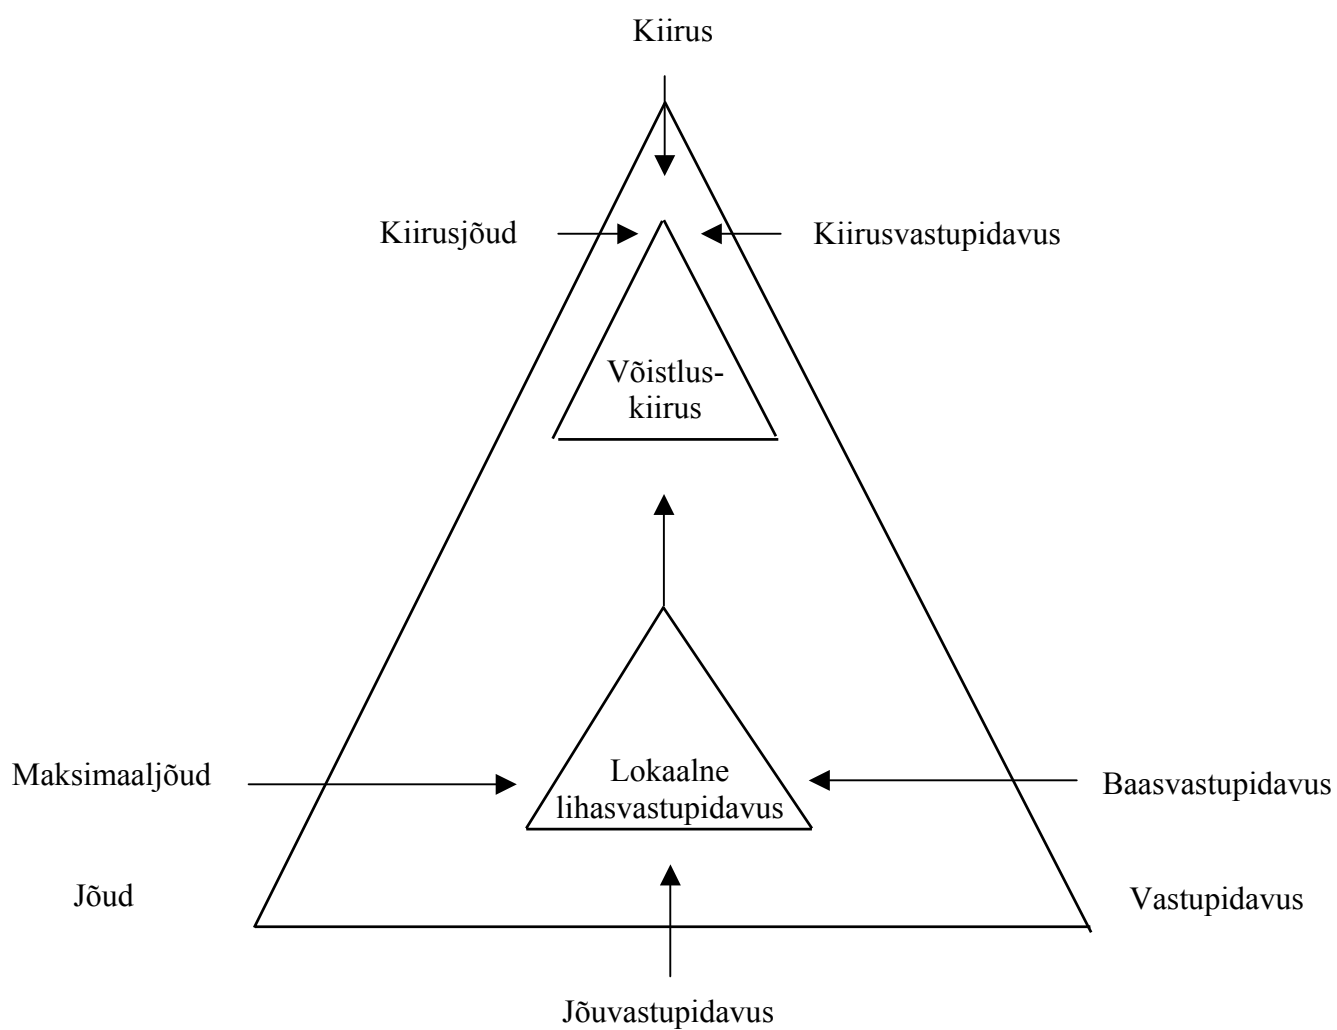 Kiirus
Kiirusjõud
Kiirusvastupidavus
Võistlus-
kiirus
Maksimaaljõud
Lokaalne
lihasvastupidavus
Baasvastupidavus
Jõud
Vastupidavus
Jõuvastupidavus